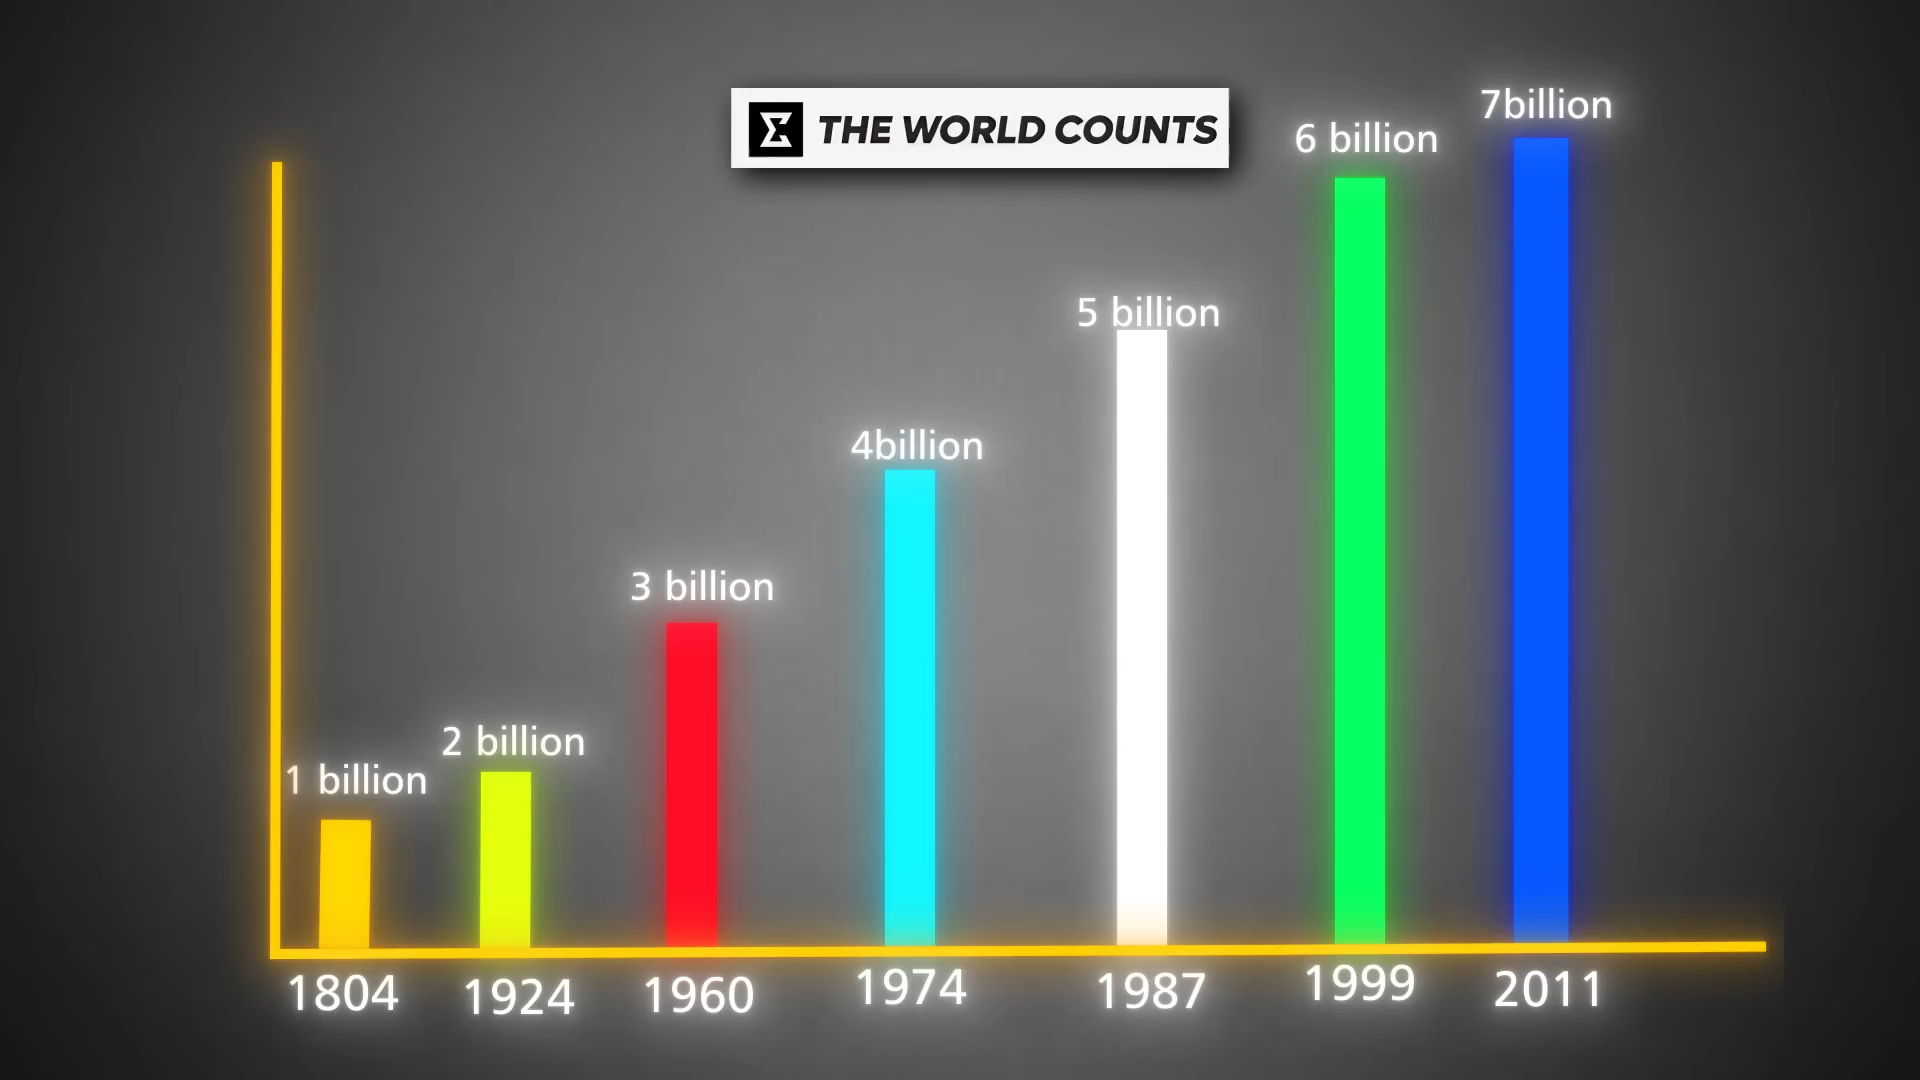 THE WORLD COUNTS
7billion
6 billion
5 billion
4billion
3 billion
2 billion
1 billion
1804 1924 1960 1974 1987 1999 2011